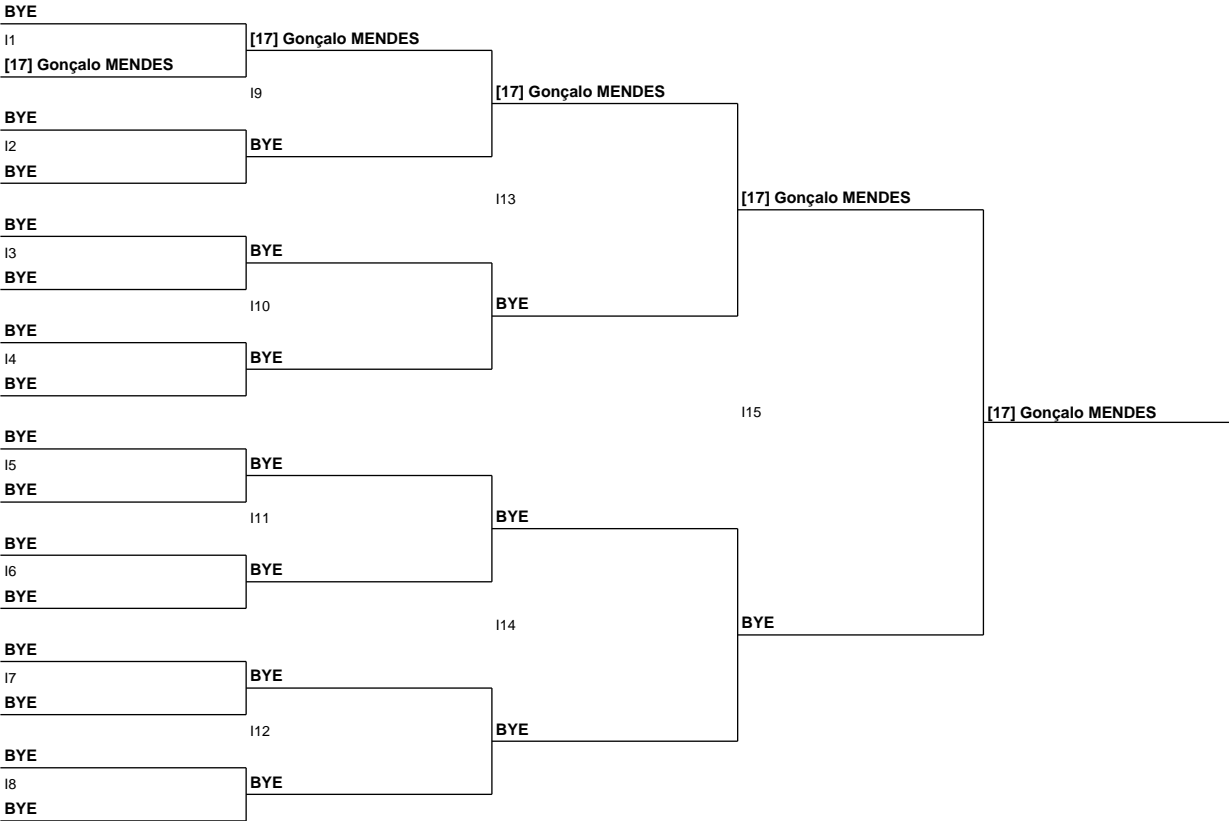 BYE
I1
[17] Gonçalo MENDES
[17] Gonçalo MENDES
I9
[17] Gonçalo MENDES
BYE
I2
BYE
BYE
I13
[17] Gonçalo MENDES
BYE
I3
BYE
BYE
I10
BYE
BYE
I4
BYE
BYE
I15
[17] Gonçalo MENDES
BYE
I5
BYE
BYE
I11
BYE
BYE
I6
BYE
BYE
I14
BYE
BYE
I7
BYE
BYE
I12
BYE
BYE
I8
BYE
BYE